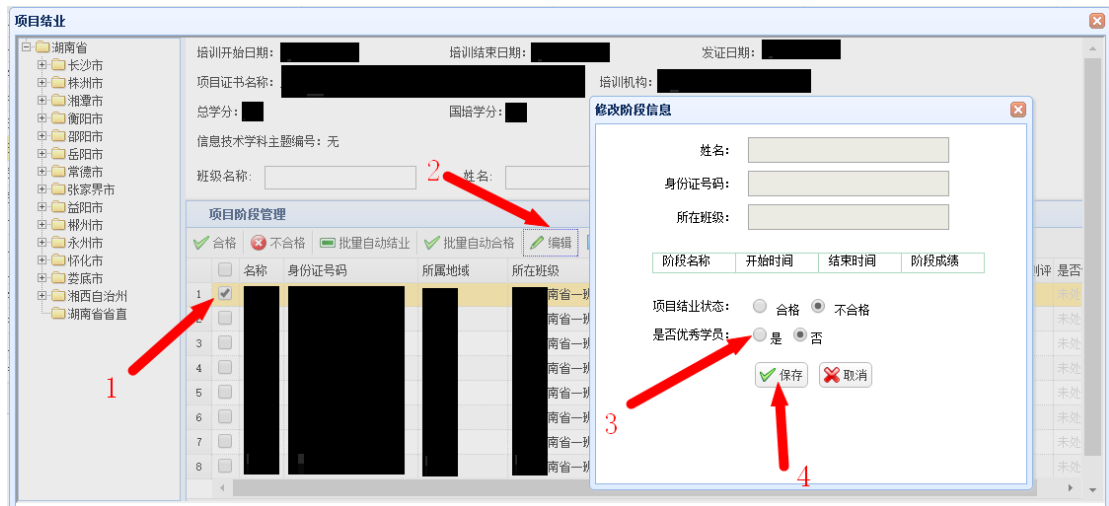 项目结业
湖南省
长沙市
株洲市
湘潭市
衡阳市
邵阳市
岳阳市
常德市
张家界市
益阳市
郴州市
永州市
怀化市
娄底市
湘西自治州
湖南省省直
培训开始日期： 培训结束日期： 发证日期：
项目证书名称： 培训机构：
总学分： 国培学分：
信息技术学科主题编号：无
班级名称: 姓名:
2
项目阶段管理
合格 不合格 批量自动结业 批量自动合格 编辑
名称 身份证号码 所属地域 所在班级 测评 是否
1 南省一班 未处
南省一班 未处
3 南省一班 未处
4 南省一班 未处
5 南省一班 未处
6 南省一班 未处
7 南省一班 未处
8 南省一班 未处
1
修改阶段信息
姓名:
身份证号码:
所在班级:
阶段名称 开始时间 结束时间 阶段成绩
项目结业状态: 合格 不合格
是否优秀学员: 是 否
保存 取消
3
4